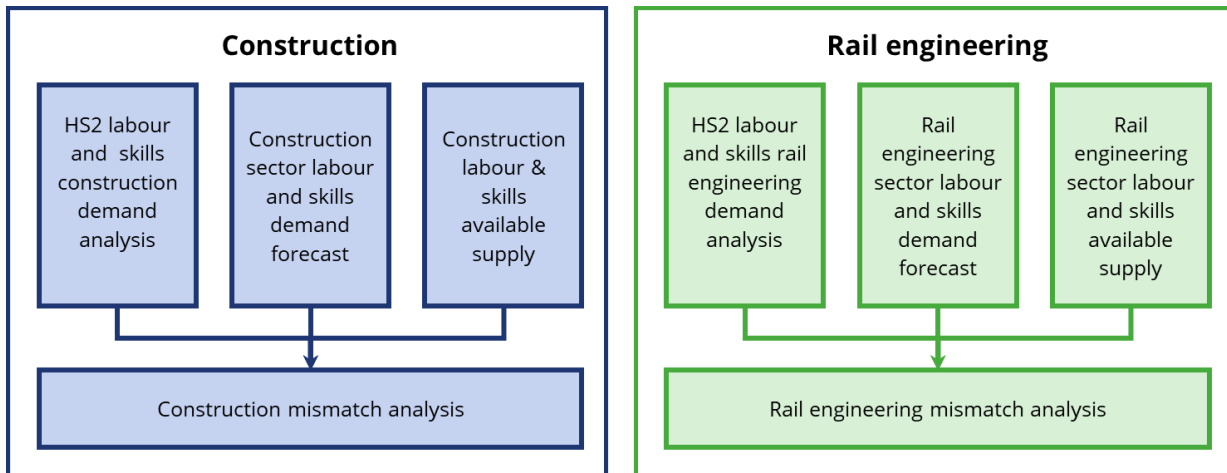 Construction
HS2 labour
and skills
construction
demand
analysis
Construction
sector labour
and skills
demand
forecast
Construction
labour &
skills
available
supply
Construction mismatch analysis
Rail engineering
HS2 labour
and skills rail
engineering
demand
analysis
Rail
engineering
sector labour
and skills
demand
forecast
Rail
engineering
sector labour
and skills
available
supply
Rail engineering mismatch analysis